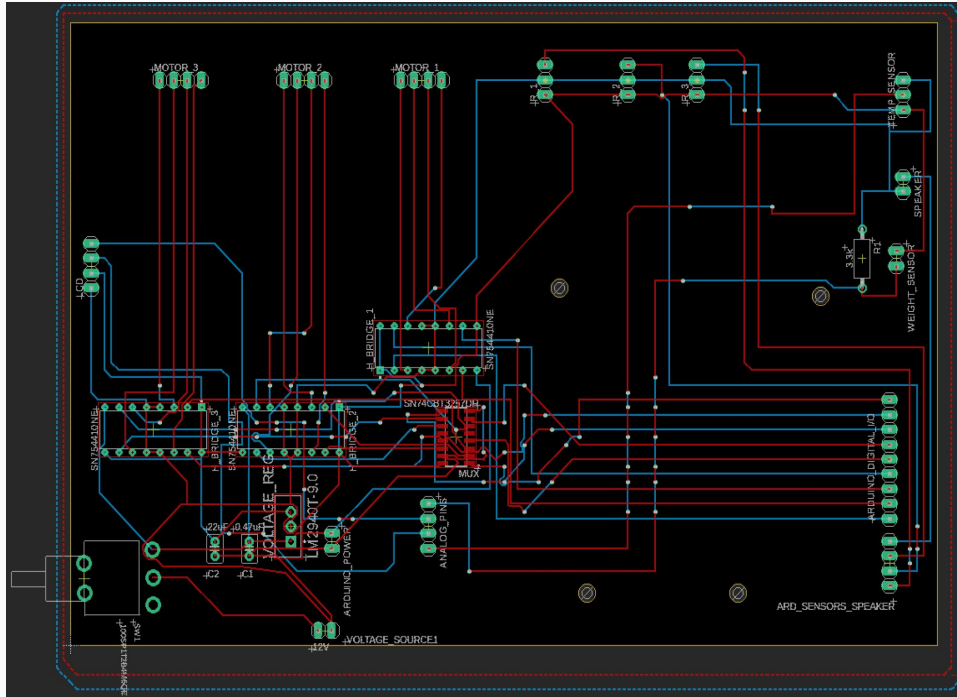 MOTOR_3
MOTOR_2
MOTOR_1
IR_1
IR_2
IR_3
TEMP_SENSOR
SPEAKER
R1
3.3k
WEIGHT_SENSOR
H_BRIDGE_1
SN754410NE
SN754410NE
H_BRIDGE_3
SN754410NE
H_BRIDGE_2
SN74CBT3257DR
MUX
ARDUINO_DIGITAL_I/O
VOLTAGE_REG
LM2940T-9.0
22uF
0.47uF
C2
C1
ARDUINO_POWER
ANALOG_PINS
ARD_SENSORS_SPEAKER
SW1
VOLTAGE_SOURCE1
12V